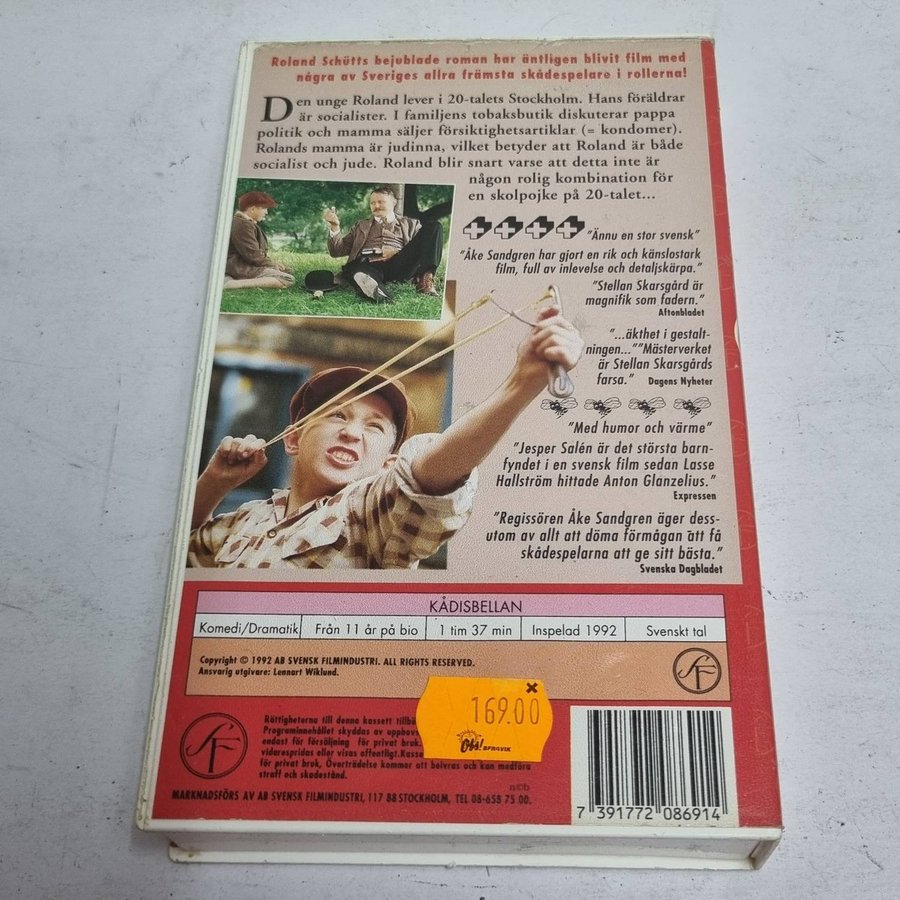 Roland Schütts bejublade roman har äntligen blivit film med
några av Sveriges allra främsta skådespelare i rollerna!
Den unge Roland lever i 20-talets Stockholm. Hans föräldrar
är socialister. I familjens tobaksbutik diskuterar pappa
politik och mamma säljer försiktighetsartiklar (= kondomer).
Rolands mamma är judinna, vilket betyder att Roland är både
socialist och jude. Roland blir snart varse att detta inte är
någon rolig kombination för
en skolpojke på 20-talet...
"Ännu en stor svensk"
"Åke Sandgren har gjort en rik och känslostark
film, full av inlevelse och detaljskärpa."
"Stellan Skarsgård är
magnifik som fadern."
Aftonbladet
"...äkthet i gestalt-
ningen...""Mästerverket
är Stellan Skarsgårds
farsa." Dagens Nyheter
"Med humor och värme"
"Jesper Salén är det största barn-
fyndet i en svensk film sedan Lasse
Hallström hittade Anton Glanzelius."
Expressen
"Regissören Åke Sandgren äger dess-
utom av allt att döma förmågan att få
skådespelarna att ge sitt bästa."
Svenska Dagbladet
KÅDISBELLAN
Komedi/Dramatik Från 11 år på bio 1 tim 37 min Inspelad 1992 Svenskt tal
Copyright © 1992 AB SVENSK FILMINDUSTRI. ALL RIGHTS RESERVED.
Ansvarig utgivare: Lennart Wiklund.
SF
169.00
Obs! BERGVIK
SF
Rättigheterna till denna kassett
Programinnehållet skyddas av
endast för försäljning för privat bruk.
vidarespridas eller visas offentligt.
för privat bruk, Överträdelse kommer att beivras och kan medföra
straff och skadestånd.
MARKNADSFÖRS AV AB SVENSK FILMINDUSTRI, 117 88 STOCKHOLM, TEL 08-658 75 00.
7 391772 086914